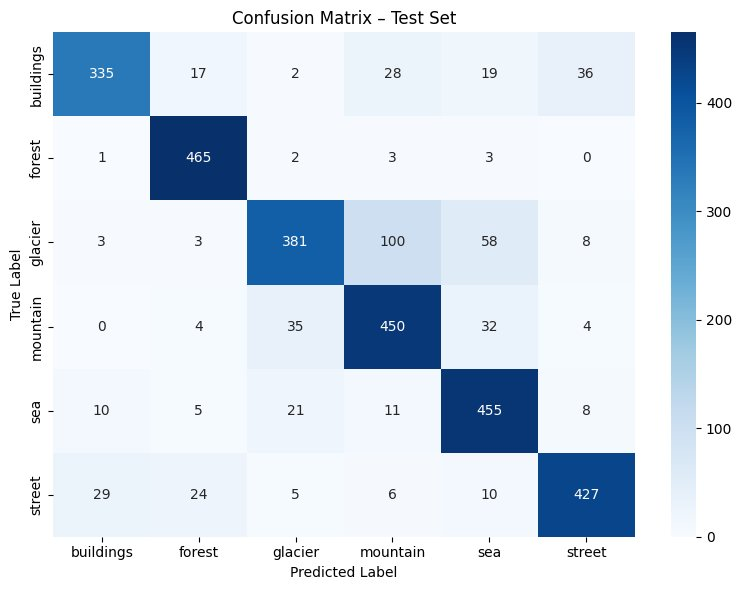 Confusion Matrix – Test Set
True Label
buildings 335 17 2 28 19 36
forest 1 465 2 3 3 0
glacier 3 3 381 100 58 8
mountain 0 4 35 450 32 4
sea 10 5 21 11 455 8
street 29 24 5 6 10 427
buildings forest glacier mountain sea street
Predicted Label
400
300
200
100
0